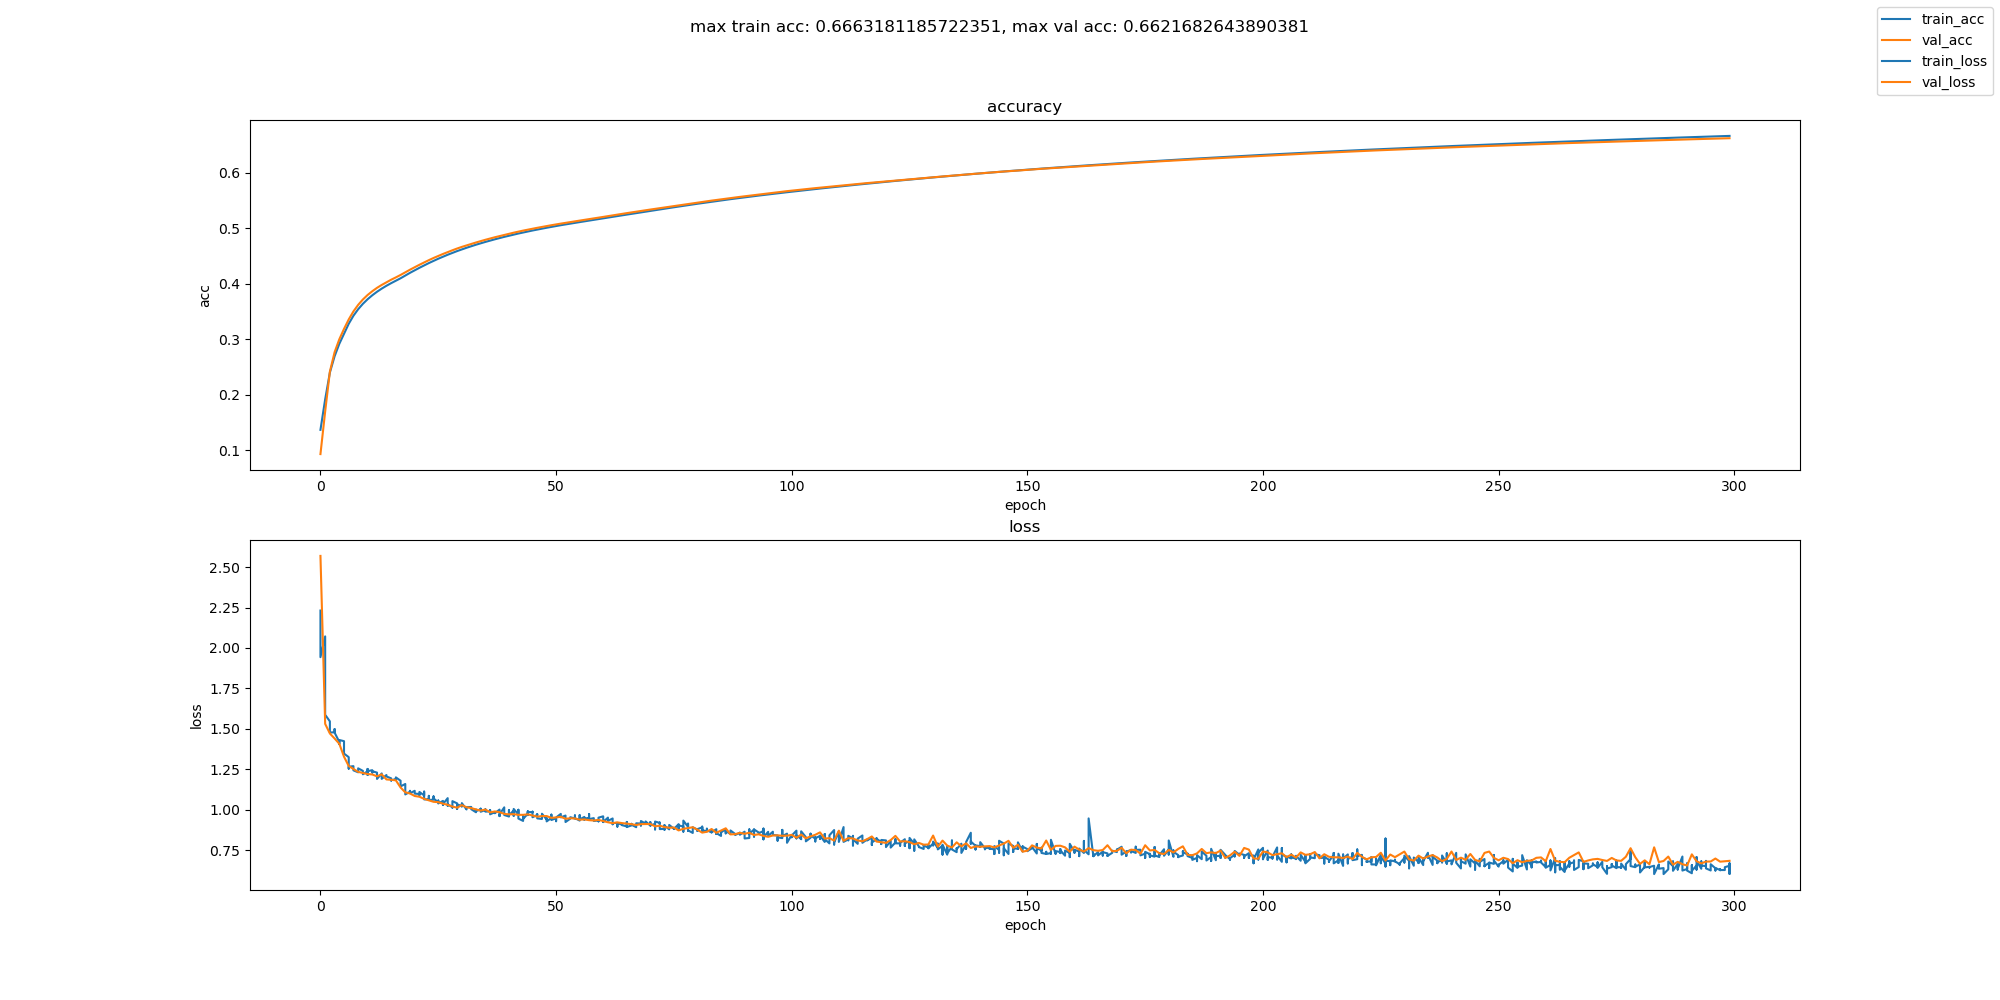 max train acc: 0.6663181185722351, max val acc: 0.6621682643890381
train_acc
val_acc
train_loss
val_loss
accuracy
acc
0.6
0.5
0.4
0.3
0.2
0.1
0 50 100 150 200 250 300
epoch
loss
loss
2.50
2.25
2.00
1.75
1.50
1.25
1.00
0.75
0 50 100 150 200 250 300
epoch